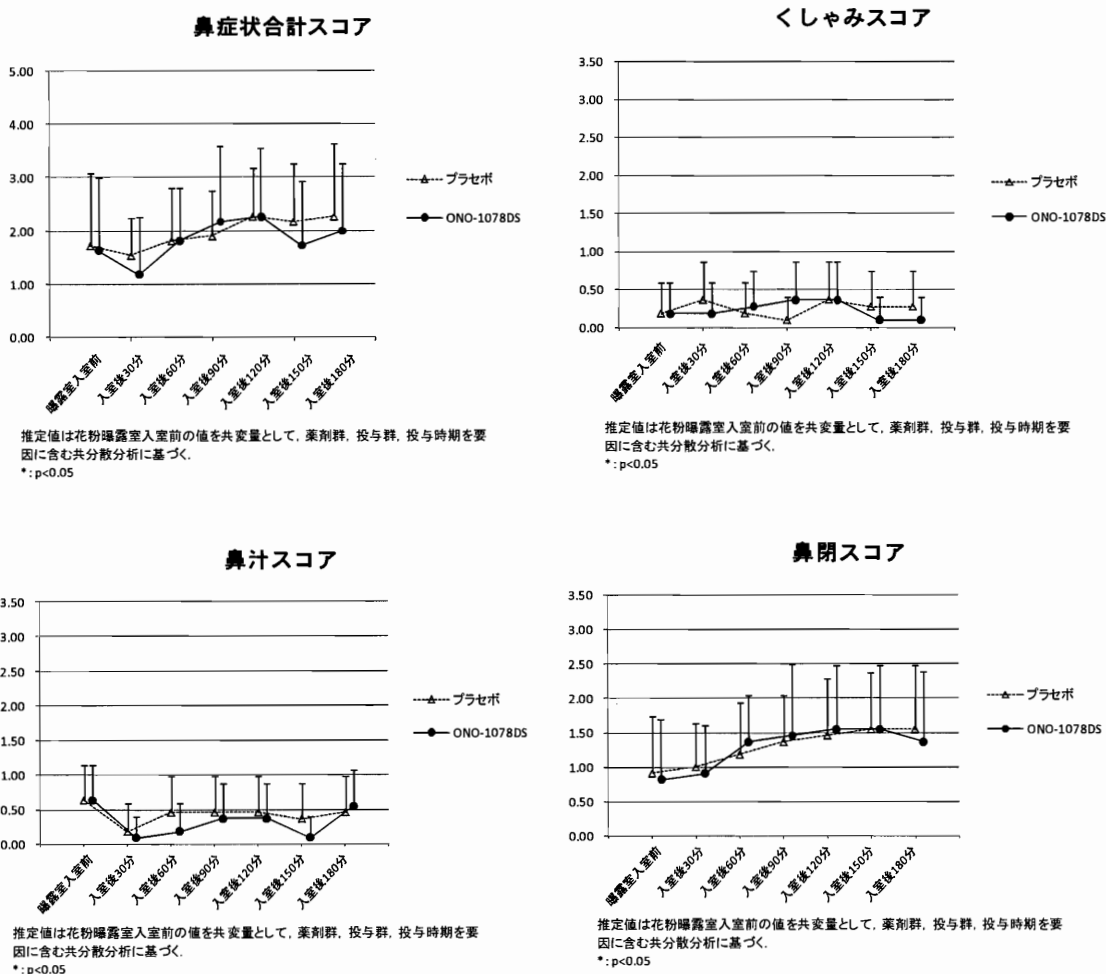 鼻症状合計スコア
5.00
4.00
3.00
2.00
1.00
0.00
プラセボ
ONO-1078DS
曝露室入室前
入室後30分
入室後60分
入室後90分
入室後120分
入室後150分
入室後180分
推定値は花粉曝露室入室前の値を共変量として, 薬剤群, 投与群, 投与時期を要
因に含む共分散分析に基づく.
*:p<0.05
くしゃみスコア
3.50
3.00
2.50
2.00
1.50
1.00
0.50
0.00
プラセボ
ONO-1078DS
曝露室入室前
入室後30分
入室後60分
入室後90分
入室後120分
入室後150分
入室後180分
推定値は花粉曝露室入室前の値を共変量として, 薬剤群, 投与群, 投与時期を要
因に含む共分散分析に基づく.
*:p<0.05
鼻汁スコア
3.50
3.00
2.50
2.00
1.50
1.00
0.50
0.00
プラセボ
ONO-1078DS
曝露室入室前
入室後30分
入室後60分
入室後90分
入室後120分
入室後150分
入室後180分
推定値は花粉曝露室入室前の値を共変量として, 薬剤群, 投与群, 投与時期を要
因に含む共分散分析に基づく.
*:p<0.05
鼻閉スコア
3.50
3.00
2.50
2.00
1.50
1.00
0.50
0.00
プラセボ
ONO-1078DS
曝露室入室前
入室後30分
入室後60分
入室後90分
入室後120分
入室後150分
入室後180分
推定値は花粉曝露室入室前の値を共変量として, 薬剤群, 投与群, 投与時期を要
因に含む共分散分析に基づく.
*:p<0.05